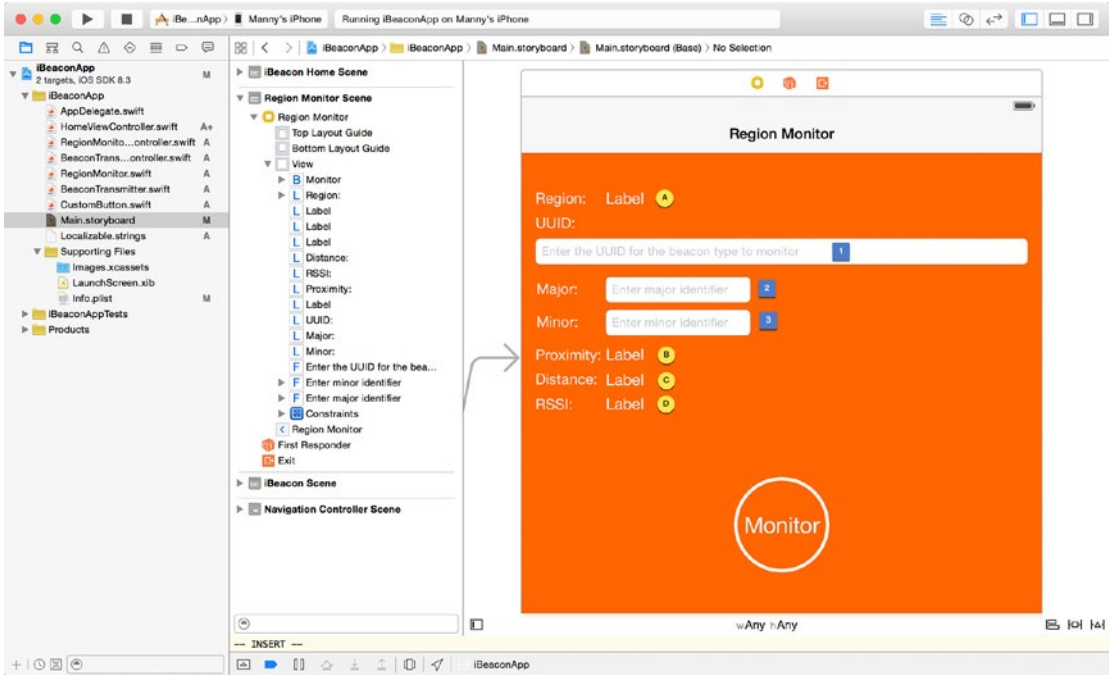 iBe...nApp) Manny's iPhone Running iBeaconApp on Manny's iPhone
iBeaconApp iBeaconApp Main.storyboard Main.storyboard (Base) No Selection
iBeaconApp M
2 targets, iOS SDK 8.3
iBeaconApp
AppDelegate.swift
HomeViewController.swift A+
RegionMonito...ontroller.swift A
BeaconTrans...ontroller.swift A
RegionMonitor.swift A
BeaconTransmitter.swift A
CustomButton.swift A
Main.storyboard M
Localizable.strings A
Supporting Files
Images.xcassets
LaunchScreen.xib
Info.plist M
iBeaconAppTests
Products
iBeacon Home Scene
Region Monitor Scene
Region Monitor
Top Layout Guide
Bottom Layout Guide
View
B Monitor
L Region:
L Label
L Label
L Label
L Distance:
L RSSI:
L Proximity:
L Label
L UUID:
L Major:
L Minor:
F Enter the UUID for the bea...
F Enter minor identifier
F Enter major identifier
Constraints
Region Monitor
First Responder
Exit
iBeacon Scene
Navigation Controller Scene
Region Monitor
Region: Label A
UUID:
Enter the UUID for the beacon type to monitor 1
Major: Enter major identifier 2
Minor: Enter minor identifier 3
Proximity: Label B
Distance: Label C
RSSI: Label D
Monitor
wAny hAny
-- INSERT --
iBeaconApp